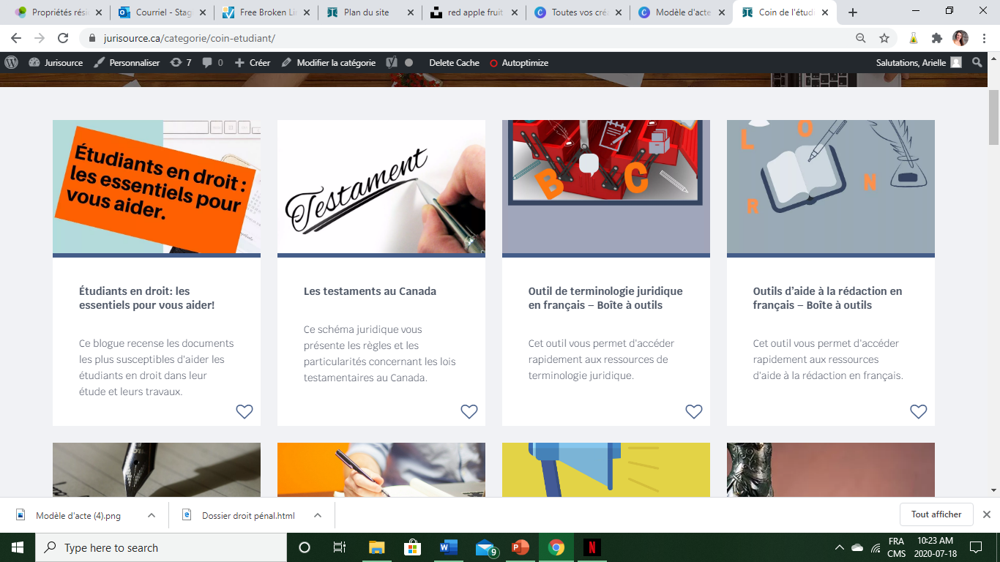 Propriétés rési
Courriel - Stag
Free Broken Li
Plan du site
red apple fruit
Toutes vos cré
Modèle d'acte
Coin de l'étudi
jurisource.ca/categorie/coin-etudiant/
Jurisource
Personnaliser
7
0
Créer
Modifier la catégorie
Delete Cache
Autoptimize
Salutations, Arielle
Étudiants en droit :
les essentiels pour
vous aider.
Testament
B C
L O
N
R
Étudiants en droit: les
essentiels pour vous aider!
Ce blogue recense les documents
les plus susceptibles d'aider les
étudiants en droit dans leur
étude et leurs travaux.
Les testaments au Canada
Ce schéma juridique vous
présente les règles et les
particularités concernant les lois
testamentaires au Canada.
Outil de terminologie juridique
en français – Boîte à outils
Cet outil vous permet d'accéder
rapidement aux ressources de
terminologie juridique.
Outils d'aide à la rédaction en
français – Boîte à outils
Cet outil vous permet d'accéder
rapidement aux ressources
d'aide à la rédaction en français.
Modèle d'acte (4).png
Dossier droit pénal.html
Tout afficher
Type here to search
9
FRA
CMS
10:23 AM
2020-07-18